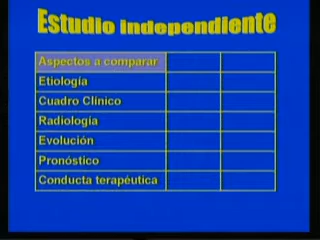 Estudio independiente
Aspectos a comparar
Etiología
Cuadro Clínico
Radiología
Evolución
Pronóstico
Conducta terapéutica